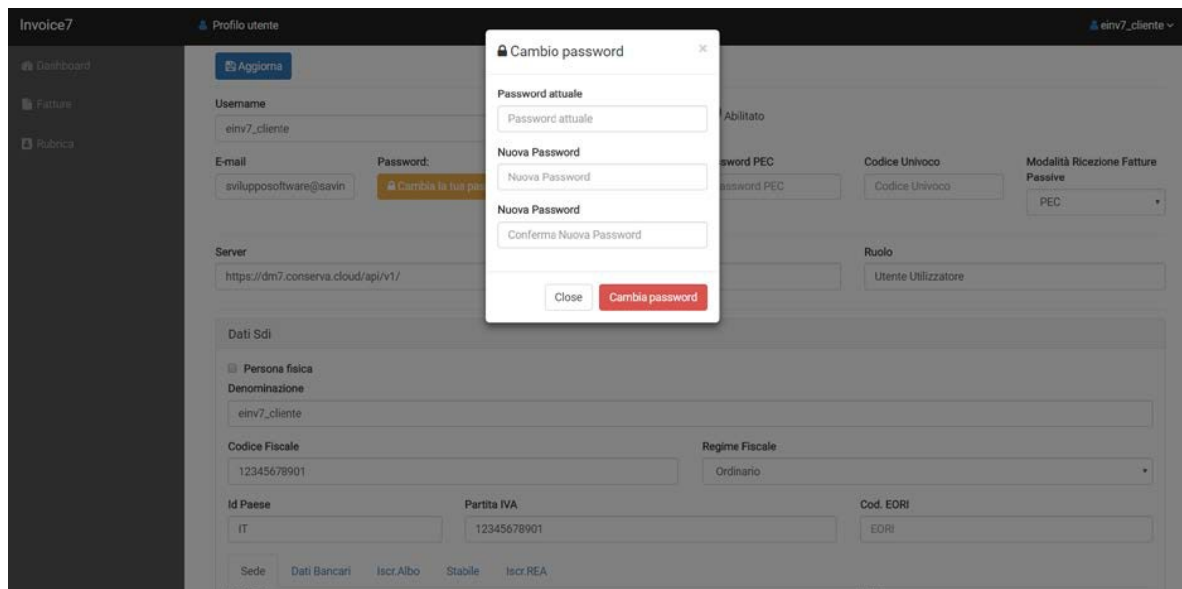 Invoice7
Profilo utente
einv7_cliente
Dashboard
Fatture
Rubrica
Aggiorna
Username
einv7_cliente
Abilitato
E-mail
Password:
sword PEC
Codice Univoco
Modalità Ricezione Fatture
Passive
svilupposoftware@savin
Cambia la tua pas
assword PEC
Codice Univoco
PEC
Server
Ruolo
https://dm7.conserva.cloud/api/v1/
Utente Utilizzatore
Cambio password
×
Password attuale
Password attuale
Nuova Password
Nuova Password
Nuova Password
Conferma Nuova Password
Close
Cambia password
Dati Sdi
Persona fisica
Denominazione
einv7_cliente
Codice Fiscale
Regime Fiscale
12345678901
Ordinario
Id Paese
Partita IVA
Cod. EORI
IT
12345678901
EORI
Sede
Dati Bancari
Iscr.Albo
Stabile
Iscr.REA